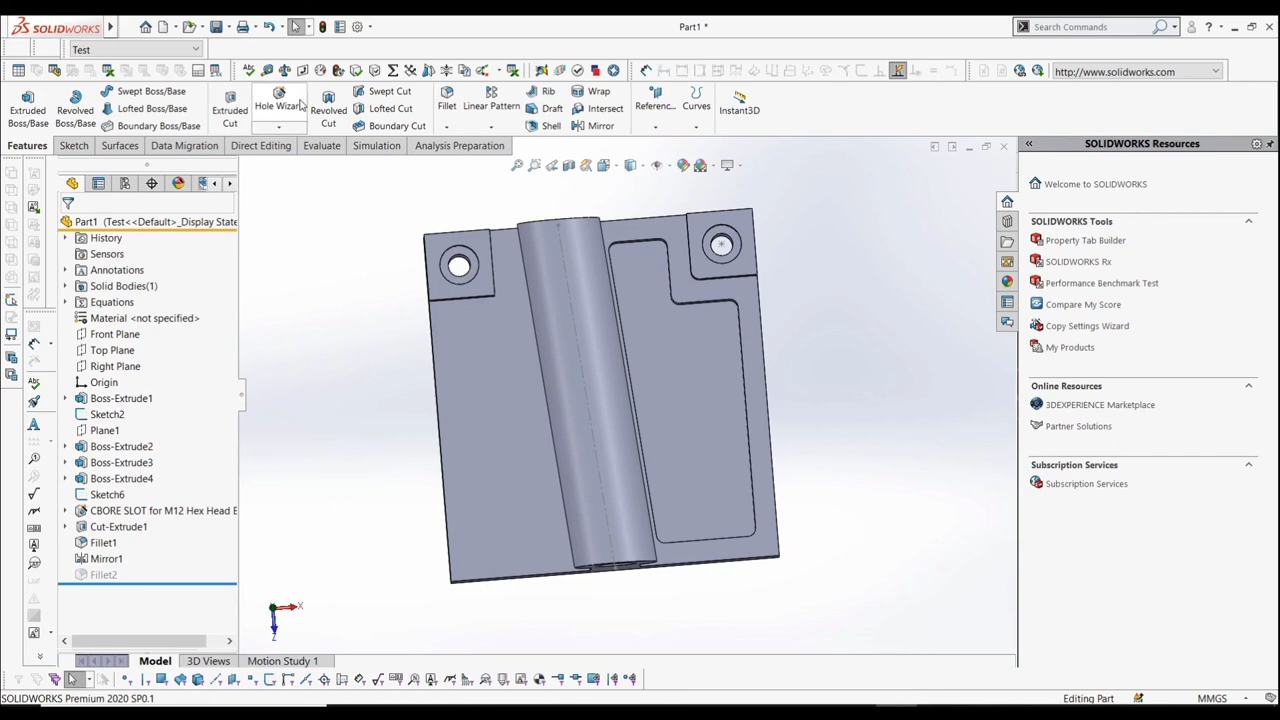 SOLIDWORKS
Part1 *
Search Commands
Test
http://www.system.com
Extruded Boss/Base
Revolved Boss/Base
Swept Boss/Base
Lofted Boss/Base
Boundary Boss/Base
Extruded Cut
Hole Wizard
Revolved Cut
Swept Cut
Lofted Cut
Boundary Cut
Fillet
Linear Pattern
Rib
Draft
Shell
Wrap
Intersect
Mirror
Referenc...
Curves
Instant3D
Features Sketch Surfaces Data Migration Direct Editing Evaluate Simulation Analysis Preparation
Part1 (Test<<Default>_Display State
History
Sensors
Annotations
Solid Bodies(1)
Equations
Material <not specified>
Front Plane
Top Plane
Right Plane
Origin
Boss-Extrude1
Sketch2
Plane1
Boss-Extrude2
Boss-Extrude3
Boss-Extrude4
Sketch6
CBORE SLOT for M12 Hex Head E
Cut-Extrude1
Fillet1
Mirror1
Fillet2
X
Z
SOLIDWORKS Resources
Welcome to SOLIDWORKS
SOLIDWORKS Tools
Property Tab Builder
SOLIDWORKS Rx
Performance Benchmark Test
Compare My Score
Copy Settings Wizard
My Products
Online Resources
3DEXPERIENCE Marketplace
Partner Solutions
Subscription Services
Subscription Services
Model 3D Views Motion Study 1
SOLIDWORKS Premium 2020 SP0.1
Editing Part
MMGS